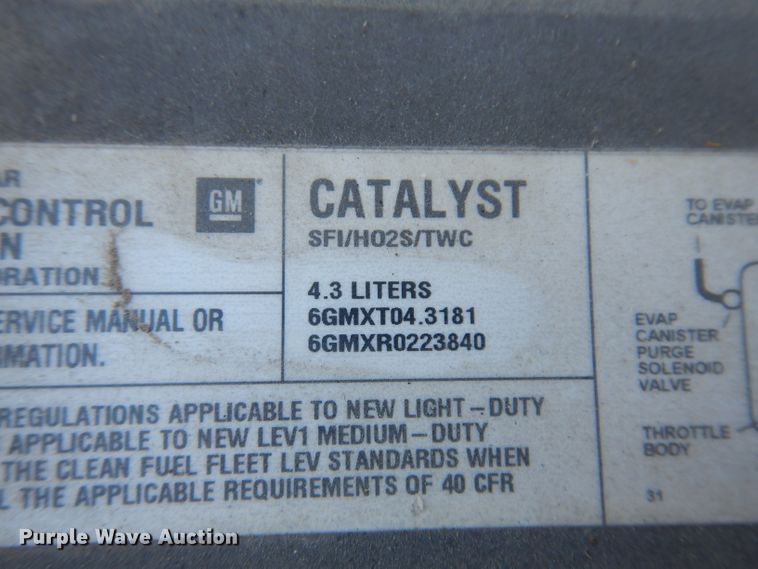 AR
CONTROL
N
ORATION
GM
CATALYST
SFI/HO2S/TWC
4.3 LITERS
6GMXT04.3181
6GMXR0223840
ERVICE MANUAL OR
MATION.
REGULATIONS APPLICABLE TO NEW LIGHT-DUTY
APPLICABLE TO NEW LEV1 MEDIUM-DUTY
THE CLEAN FUEL FLEET LEV STANDARDS WHEN
L THE APPLICABLE REQUIREMENTS OF 40 CFR
TO EVAP
CANISTE
EVAP
CANISTER
PURGE
SOLENOID
VALVE
THROTTLE
BODY
31
Purple Wave Auction